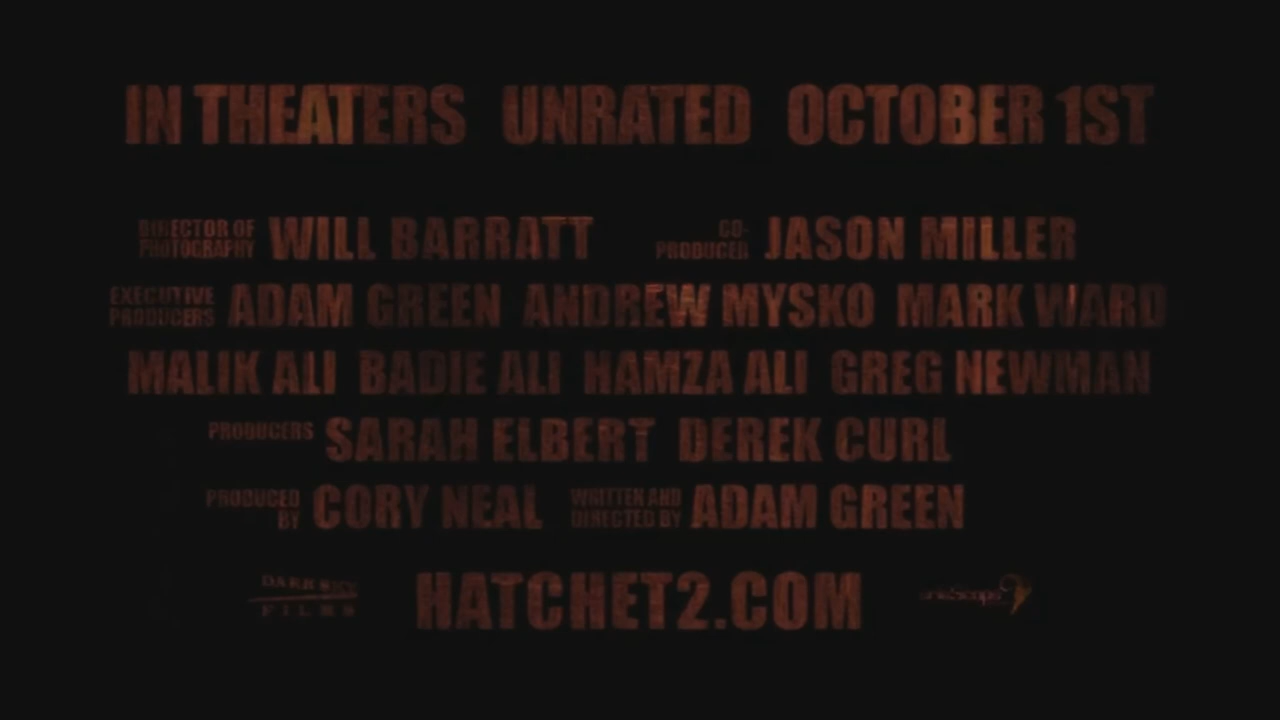 IN THEATERS UNRATED OCTOBER 1ST
DIRECTOR OF PHOTOGRAPHY WILL BARRATT CO-PRODUCER JASON MILLER
EXECUTIVE PRODUCERS ADAM GREEN ANDREW MYSKO MARK WARD
MALIK ALI BADIE ALI HAMZA ALI GREG NEWMAN
PRODUCERS SARAH ELBERT DEREK CURL
PRODUCED BY CORY NEAL WRITTEN AND DIRECTED BY ADAM GREEN
DARK SKY FILMS HATCHET2.COM